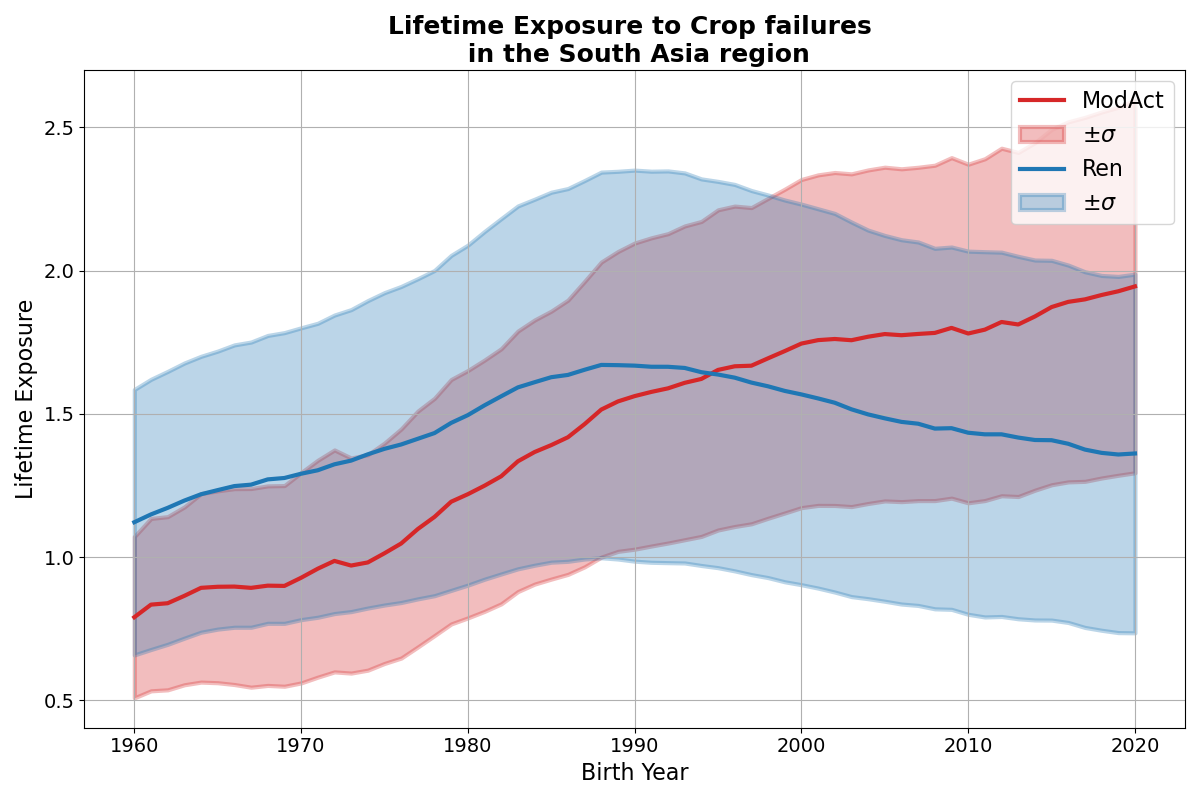 Lifetime Exposure to Crop failures
in the South Asia region
ModAct
±σ
Ren
±σ
Lifetime Exposure
2.5
2.0
1.5
1.0
0.5
1960 1970 1980 1990 2000 2010 2020
Birth Year